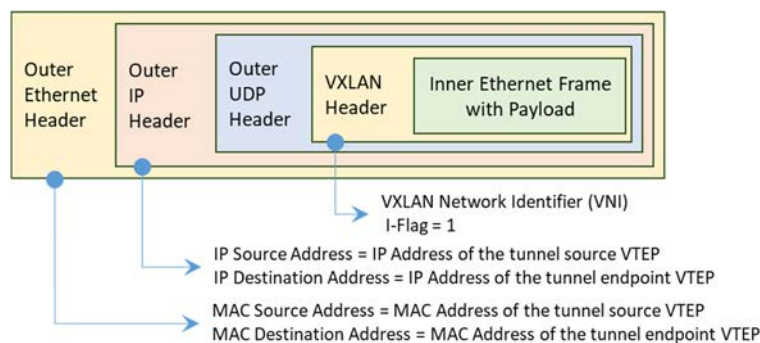 Outer
Ethernet
Header
Outer
IP
Header
Outer
UDP
Header
VXLAN
Header
Inner Ethernet Frame
with Payload
VXLAN Network Identifier (VNI)
I-Flag = 1
IP Source Address = IP Address of the tunnel source VTEP
IP Destination Address = IP Address of the tunnel endpoint VTEP
MAC Source Address = MAC Address of the tunnel source VTEP
MAC Destination Address = MAC Address of the tunnel endpoint VTEP